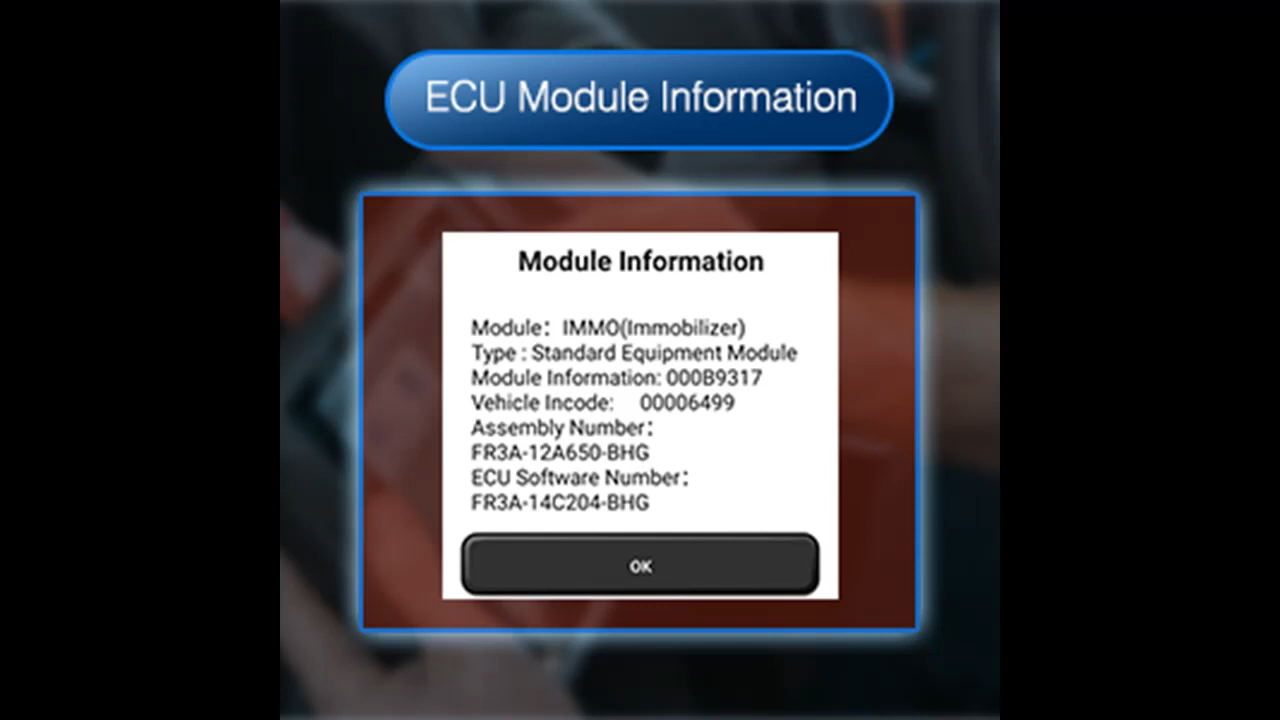 ECU Module Information
Module Information
Module： IMMO(Immobilizer)
Type : Standard Equipment Module
Module Information: 000B9317
Vehicle Incode: 00006499
Assembly Number：
FR3A-12A650-BHG
ECU Software Number：
FR3A-14C204-BHG
OK